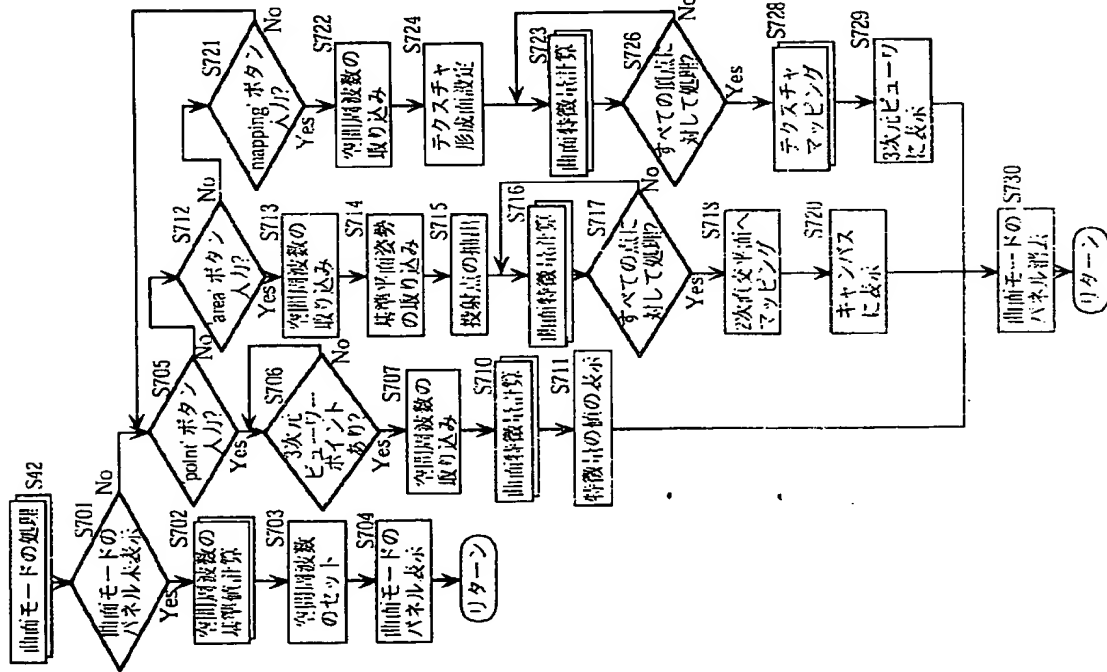 曲面モードの処理
S42
S701
曲面モードの
パネル未表示
No
Yes
S702
空間周波数の
基準値計算
S703
空間周波数
のセット
S704
曲面モードの
パネル表示
リターン
S705
'point'ボタン
入力?
No
Yes
S706
3次元
ビューワー
ポイント
あり?
No
Yes
S707
空間周波数の
取り込み
S710
曲面特徴量計算
S711
特徴量の値の表示
S712
'area'ボタン
入力?
No
Yes
S713
空間周波数の
取り込み
S714
基準平面姿勢
の取り込み
S715
投射点の抽出
S716
曲面特徴量計算
S717
すべての点に
対して処理?
No
Yes
S718
2次直交平面へ
マッピング
S720
キャンバス
に表示
S721
'mapping'ボタン
入力?
No
Yes
S722
空間周波数の
取り込み
S724
テクスチャ
形成面設定
S723
曲面特徴量計算
S726
すべての頂点に
対して処理?
No
Yes
S728
テクスチャ
マッピング
S729
3次元ビューワ
に表示
S730
曲面モードの
パネル消去
リターン